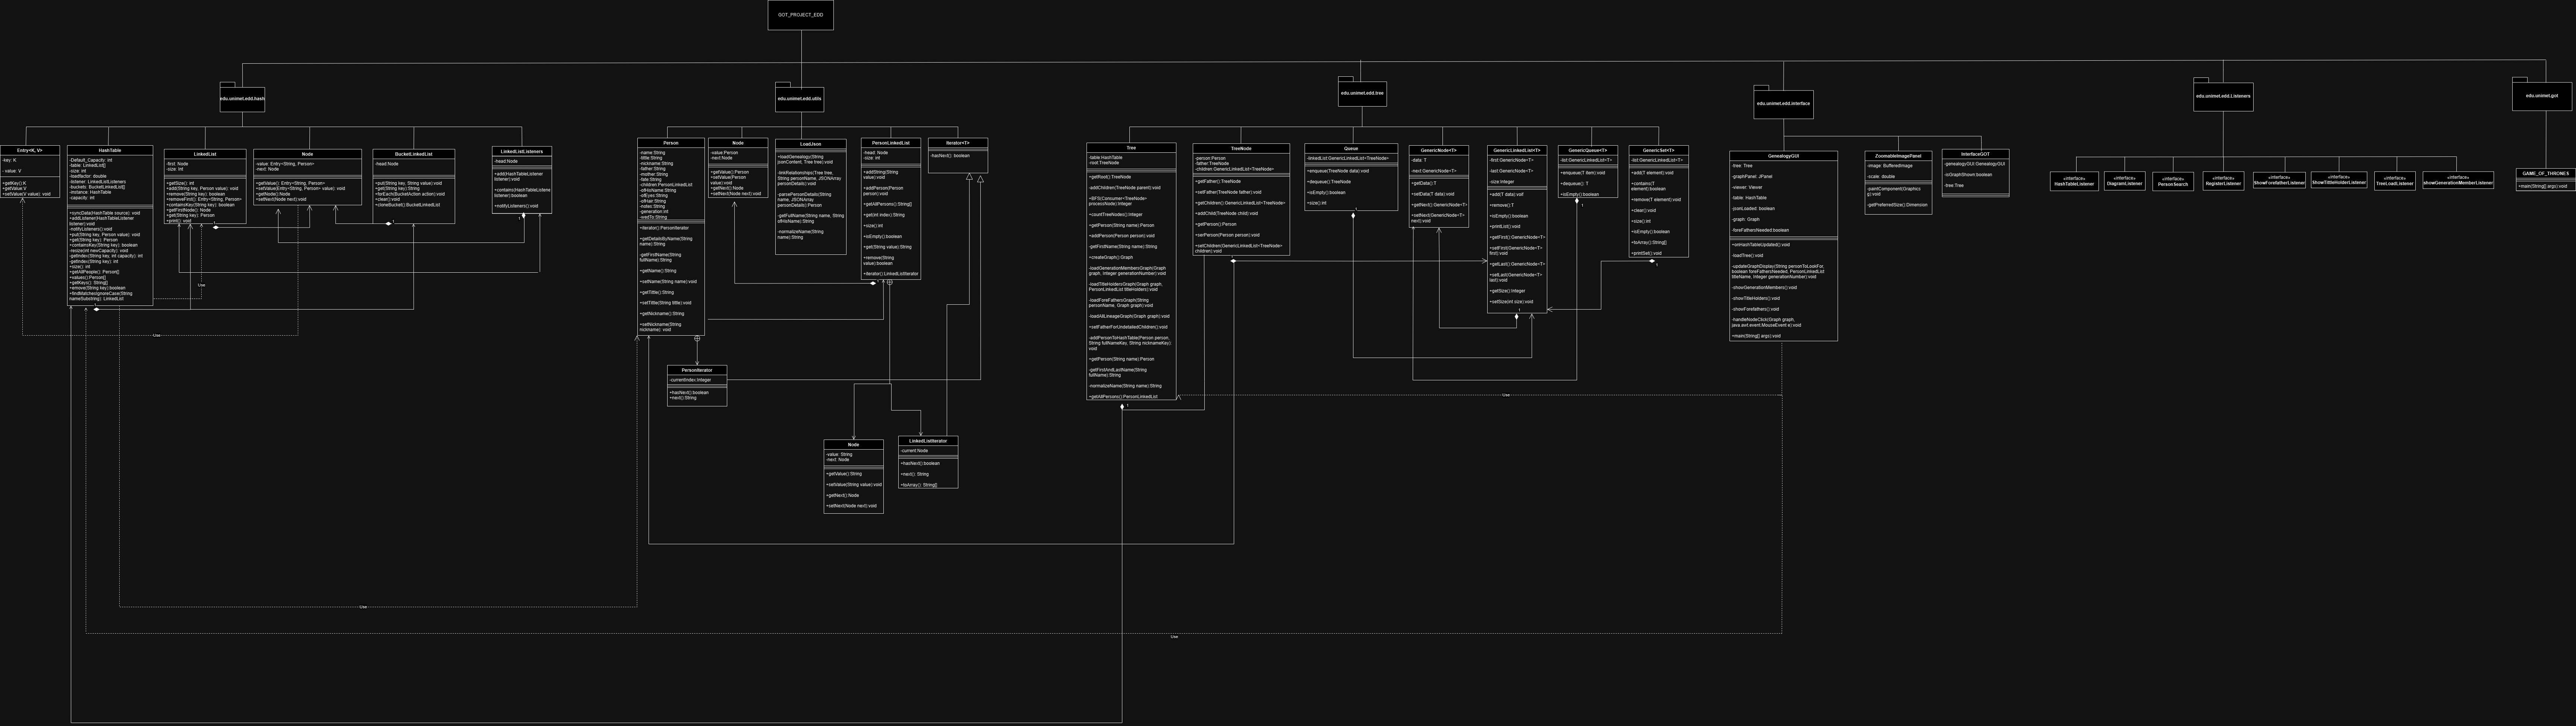 GOT_PROJECT_EDD
edu.unimet.edd.hash
edu.unimet.edd.utils
edu.unimet.edd.tree
edu.unimet.edd.interface
edu.unimet.edd.Listeners
edu.unimet.got
Entry<K, V>
-key: K
- value: V
+getKey():K
+getValue:V
+setValue(V value): void
HashTable
-Default_Capacity: int
-table: LinkedList[]
-size: int
-loadfactor: double
-listener: LinkedListListeners
-buckets: BucketLinkedList[]
-instance: HashTable
-capacity: int
+syncData(HashTable source): void
+addListener(HashTableListener
listener):void
-notifyListeners():void
+put(String key, Person value): void
+get(String key): Person
+containsKey(String key): boolean
-resize(int newCapacity): void
-getIndex(String key, int capacity): int
-getIndex(String key): int
+size(): int
+getAllPeople(): Person[]
+values():Person[]
+getKeys(): String[]
+findMatchesIgnoreCase(String
nameSubstring): LinkedList
LinkedList
-first: Node
-size: Int
+getSize(): int
+add(String key, Person value): void
+remove(String key): boolean
+removeFirst(): Entry<String, Person>
+containsKey(String key): boolean
+getFirstNode(): Node
+get(String key): Person
+print(): void
Node
-value: Entry<String, Person>
-next: Node
+getValue(): Entry<String, Person>
+setValue(Entry<String, Person> value): void
+getNode(): Node
+setNext(Node next):void
BucketLinkedList
-head:Node
+put(String key, String value):void
+get(String key):String
+forEach(BucketAction action):void
+clear():void
+cloneBucket():BucketLinkedList
LinkedListListeners
-head:Node
+add(HashTableListener
listener):void
+contains(HashTableListener
listener):boolean
+notifyListeners():void
Use
Use
Use
Use
Use
Person
-name:String
-title:String
-nickname:String
-father:String
-mother:String
-fate:String
-children:PersonLinkedList
-ofHisName:String
-ofEyes:String
-ofHair:String
-notes:String
-generation:int
-wedTo:String
+iterator():PersonIterator
+getDetailsByName(String
name):String
-getFirstName(String
fullName):String
+getName():String
+setName(String name):void
+getTittle():String
+setTittle(String title):void
+getNickname():String
+setNickname(String
nickname): void
Node
-value:Person
-next:Node
+getValue():Person
+setValue(Person
value):void
+getNext():Node
+setNext(Node next):void
LoadJson
+loadGenealogy(String
jsonContent, Tree tree):void
-linkRelationships(Tree tree,
String personName, JSONArray
personDetails):void
-parsePersonDetails(String
name, JSONArray
personDetails):Person
-getFullName(String name, String
ofHisName):String
-normalizeName(String
name):String
PersonLinkedList
-head: Node
-size: int
+addString(String
value):void
+addPerson(Person
person):void
+getAllPersons():String[]
+get(int index):String
+size():int
+isEmpty():boolean
+get(String value):String
+remove(String
value):boolean
+iterator():LinkedListIterator
Iterator<T>
-hasNext(): boolean
PersonIterator
-currentIndex:Integer
+hasNext():boolean
+next():String
Node
-value: String
-next: Node
+getValue():String
+setValue(String value):void
+getNext():Node
+setNext(Node next):void
LinkedListIterator
-current:Node
+hasNext():boolean
+next(): String
+toArray(): String[]
Tree
-table:HashTable
-root:TreeNode
+getRoot():TreeNode
-addChildren(TreeNode parent):void
+BFS(Consumer<TreeNode>
processNode):Integer
+countTreeNodes():Integer
+getPerson(String name):Person
+addPerson(Person person):void
-getFirstName(String name):String
+createGraph():Graph
-loadGenerationMembersGraph(Graph
graph, Integer generationNumber):void
-loadTitleHoldersGraph(Graph graph,
PersonLinkedList titleHolders):void
-loadForeFathersGraph(String
personName, Graph graph):void
-loadAllLineageGraph(Graph graph):void
+setFatherForUndetailedChildren():void
-addPersonToHashTable(Person person,
String fullNameKey, String nicknameKey):
void
+getPerson(String name):Person
-getFirstAndLastName(String
fullName):String
-normalizeName(String name):String
+getAllPersons():PersonLinkedList
TreeNode
-person:Person
-father:TreeNode
-children:GenericLinkedList<TreeNode>
+getFather():TreeNode
+setFather(TreeNode father):void
+getChildren():GenericLinkedList<TreeNode>
+addChild(TreeNode child):void
+getPerson():Person
+setChildren(GenericLinkedList<TreeNode>
children):void
Queue
-linkedList:GenericLinkedList<TreeNode>
+enqueue(TreeNode data):void
+dequeue():TreeNode
+isEmpty():boolean
+size():int
GenericNode<T>
-data: T
-next:GenericNode<T>
+getData():T
+setData(T data):void
+getNext():GenericNode<T>
+setNext(GenericNode<T>
next):void
GenericLinkedList<T>
-first:GenericNode<T>
-last:GenericNode<T>
-size:Integer
+add(T data):void
+remove():T
+isEmpty():boolean
+printList():void
+getFirst():GenericNode<T>
+setFirst(GenericNode<T>
first):void
+getLast():GenericNode<T>
+setLast(GenericNode<T>
last):void
+getSize():Integer
+setSize(int size):void
GenericQueue<T>
-list:GenericLinkedList<T>
+enqueue(T item):void
+dequeue(): T
+isEmpty():boolean
GenericSet<T>
-list:GenericLinkedList<T>
+add(T element):void
+contains(T
element):boolean
+remove(T element):void
+clear():void
+size():int
+isEmpty():boolean
+toArray():String[]
+printSet():void
GenealogyGUI
-tree: Tree
-graphPanel: JPanel
-viewer: Viewer
-table: HashTable
-jsonLoaded: boolean
-graph: Graph
-foreFathersNeeded:boolean
+onHashTableUpdated():void
-loadTree():void
-updateGraphDisplay(String personToLookFor,
boolean foreFathersNeeded, PersonLinkedList
titleName, Integer generationNumber):void
-showGenerationMembers():void
-showTitleHolders():void
-showForefathers():void
-handleNodeClick(Graph graph,
java.awt.event.MouseEvent e):void
+main(String[] args):void
ZoomableImagePanel
-image: BufferedImage
-scale: double
-paintComponent(Graphics
g):void
-getPreferredSize():Dimension
InterfaceGOT
-genealogyGUI:GenealogyGUI
-isGraphShown:boolean
-tree:Tree
«interface»
HashTableListener
«interface»
DiagramListener
«interface»
PersonSearch
«interface»
RegisterListener
«interface»
ShowForefatherListener
«interface»
ShowTittleHolderListener
«interface»
TreeLoadListener
«interface»
showGenerationMemberListener
GAME_OF_THRONES
+main(String[] args):void